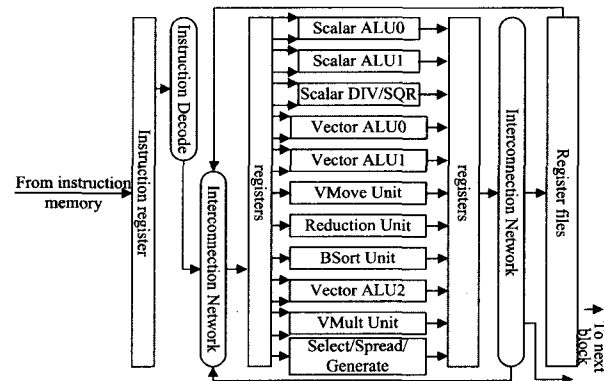 From instruction
memory
Instruction register
Instruction Decode
Interconnection Network
registers
Scalar ALU0
Scalar ALU1
Scalar DIV/SQR
Vector ALU0
Vector ALU1
VMove Unit
Reduction Unit
BSort Unit
Vector ALU2
VMult Unit
Select/Spread/
Generate
registers
Interconnection Network
Register files
To next
block